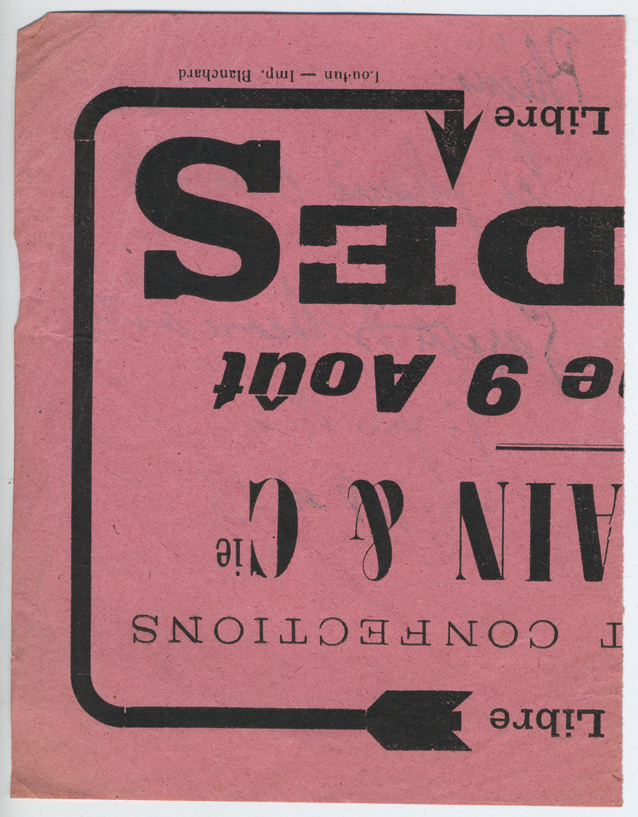 Libre
T CONFECTIONS
AIN & Cie
e 9 Août
DES
Libre
Loudun — Imp. Blanchard